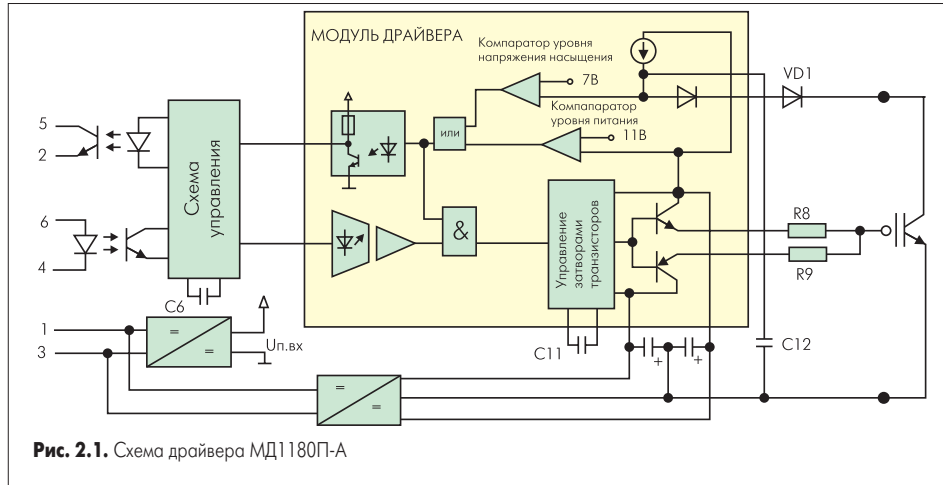 МОДУЛЬ ДРАЙВЕРА
Компаратор уровня
напряжения насыщения
7В
VD1
Компапаратор
уровня питания
11В
5
2
или
Схема
управления
6
4
&
Управление
затворами
транзисторов
R8
R9
C6
1
3
=
=
Uп.вх
C11
+
+
C12
=
=
Рис. 2.1. Схема драйвера МД1180П-А